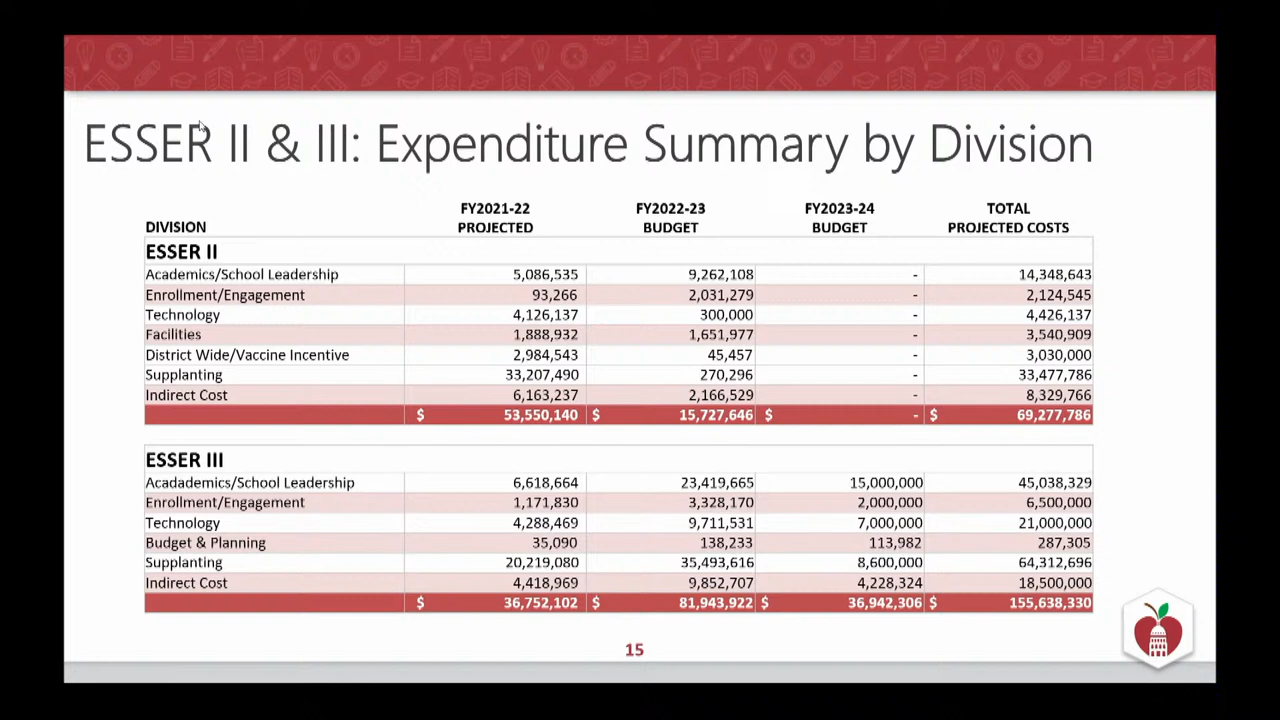 ESSER II & III: Expenditure Summary by Division
DIVISION FY2021-22 PROJECTED FY2022-23 BUDGET FY2023-24 BUDGET TOTAL PROJECTED COSTS
ESSER II
Academics/School Leadership 5,086,535 9,262,108 - 14,348,643
Enrollment/Engagement 93,266 2,031,279 - 2,124,545
Technology 4,126,137 300,000 - 4,426,137
Facilities 1,888,932 1,651,977 - 3,540,909
District Wide/Vaccine Incentive 2,984,543 45,457 - 3,030,000
Supplanting 33,207,490 270,296 - 33,477,786
Indirect Cost 6,163,237 2,166,529 - 8,329,766
$ 53,550,140 $ 15,727,646 $ - $ 69,277,786
ESSER III
Acadademics/School Leadership 6,618,664 23,419,665 15,000,000 45,038,329
Enrollment/Engagement 1,171,830 3,328,170 2,000,000 6,500,000
Technology 4,288,469 9,711,531 7,000,000 21,000,000
Budget & Planning 35,090 138,233 113,982 287,305
Supplanting 20,219,080 35,493,616 8,600,000 64,312,696
Indirect Cost 4,418,969 9,852,707 4,228,324 18,500,000
$ 36,752,102 $ 81,943,922 $ 36,942,306 $ 155,638,330
15